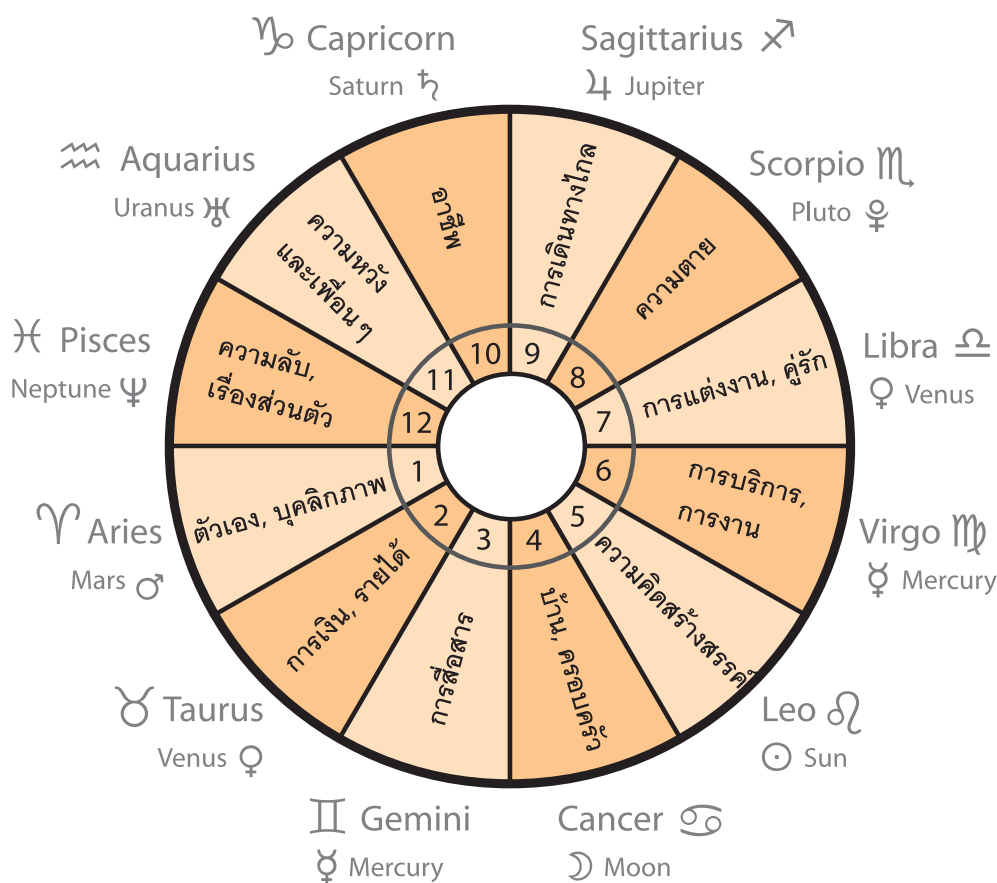 ♑ Capricorn
Saturn ♄
Sagittarius ♐
♃ Jupiter
♒ Aquarius
Uranus ♅
Scorpio ♏
Pluto ♇
♓ Pisces
Neptune ♆
Libra ♎
♀ Venus
♈ Aries
Mars ♂
Virgo ♍
☿ Mercury
♉ Taurus
Venus ♀
Leo ♌
☉ Sun
♊ Gemini
☿ Mercury
Cancer ♋
☽ Moon
อาชีพ
10
การเดินทางไกล
9
ความหวัง
และเพื่อนๆ
11
ความตาย
8
ความลับ,
เรื่องส่วนตัว
12
การแต่งงาน, คู่รัก
7
ตัวเอง, บุคลิกภาพ
1
การบริการ,
การงาน
6
การเงิน, รายได้
2
ความคิดสร้างสรรค์
5
การสื่อสาร
3
บ้าน, ครอบครัว
4